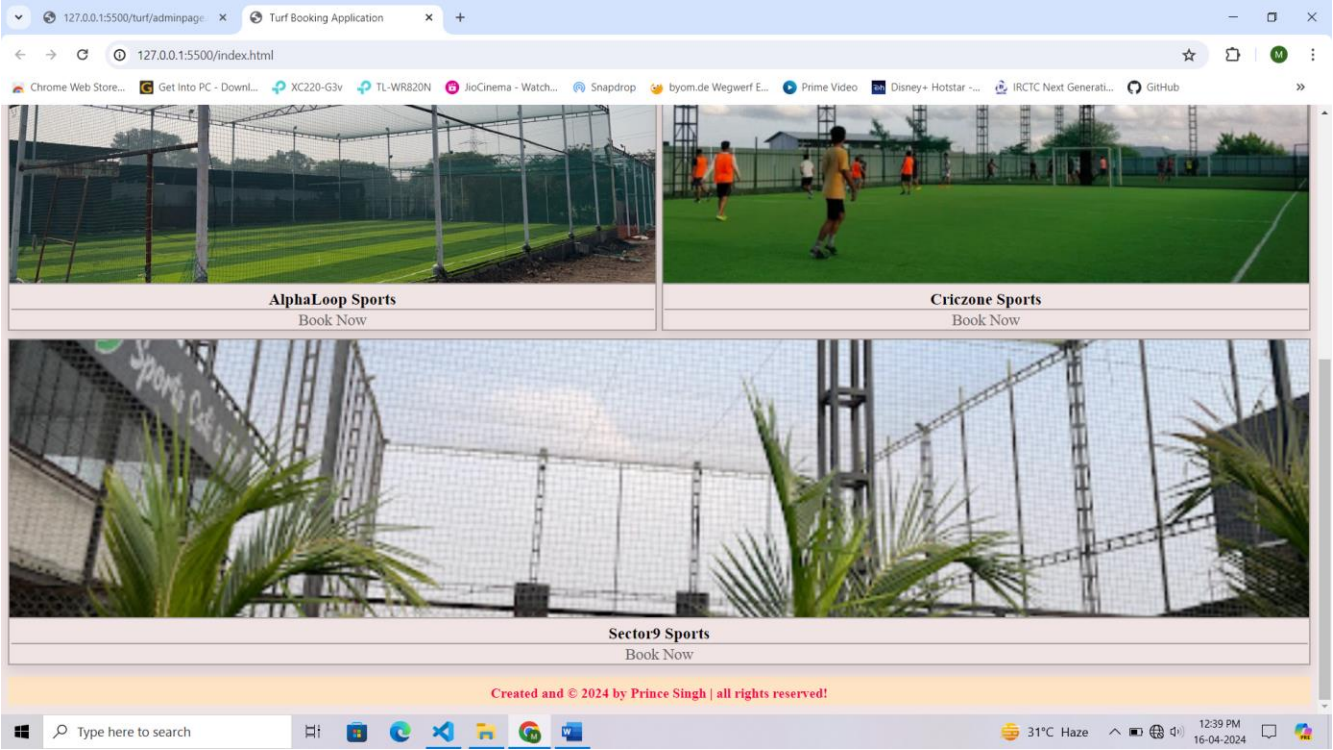 127.0.0.1:5500/turf/adminpage
Turf Booking Application
127.0.0.1:5500/index.html
M
Chrome Web Store... Get Into PC - Downl... XC220-G3v TL-WR820N JioCinema - Watch... Snapdrop byom.de Wegwerf E... Prime Video Disney+ Hotstar -... IRCTC Next Generati... GitHub
AlphaLoop Sports
Book Now
Criczone Sports
Book Now
Sports Cafe
Sector9 Sports
Book Now
Created and © 2024 by Prince Singh | all rights reserved!
Type here to search
31°C Haze
12:39 PM
16-04-2024